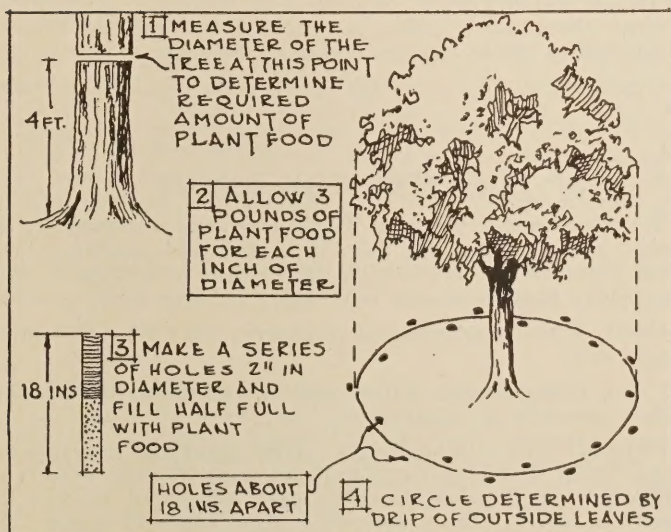 1 MEASURE THE
DIAMETER OF THE
TREE AT THIS POINT
TO DETERMINE
REQUIRED
AMOUNT OF
PLANT FOOD
4 FT.
2 ALLOW 3
POUNDS OF
PLANT FOOD
FOR EACH
INCH OF
DIAMETER
3 MAKE A SERIES
OF HOLES 2" IN
DIAMETER AND
FILL HALF FULL
WITH PLANT
FOOD
18 INS
HOLES ABOUT
18 INS. APART
4 CIRCLE DETERMINED BY
DRIP OF OUTSIDE LEAVES